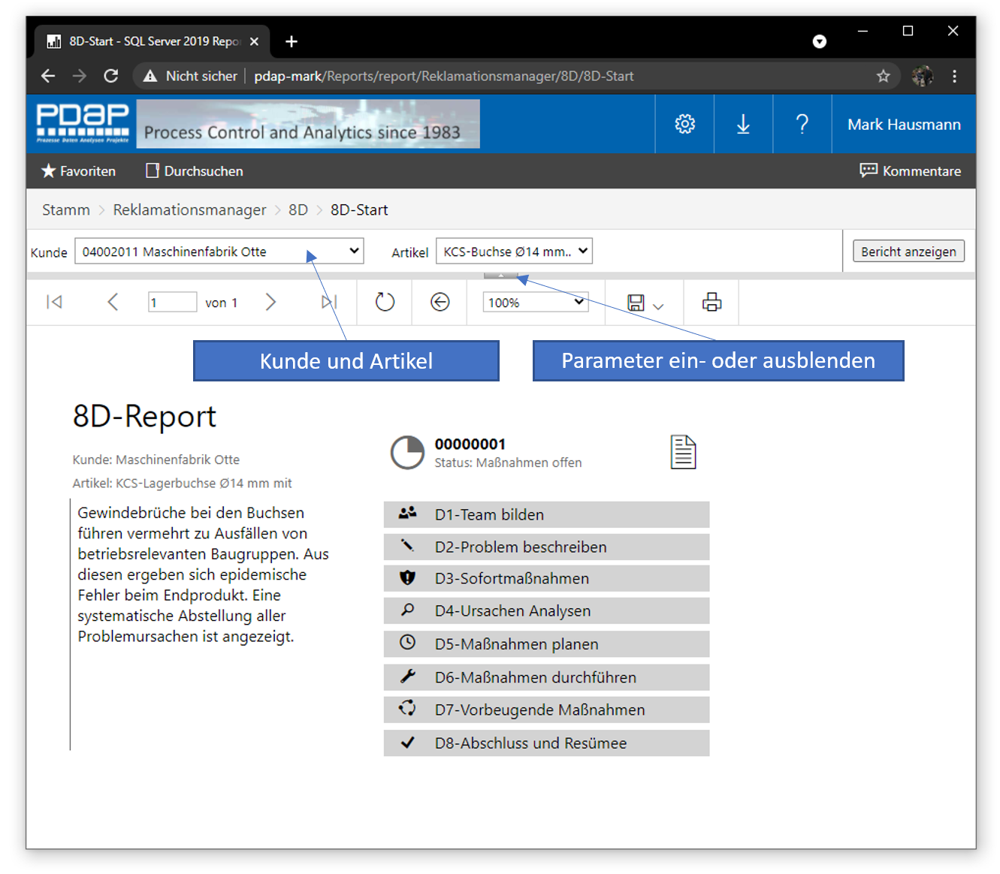 8D-Start - SQL Server 2019 Repo
Nicht sicher | pdap-mark/Reports/report/Reklamationsmanager/8D/8D-Start
PDAP
Prozesse Daten Analysen Projekte
Process Control and Analytics since 1983
Mark Hausmann
Favoriten Durchsuchen Kommentare
Stamm > Reklamationsmanager > 8D > 8D-Start
Kunde 04002011 Maschinenfabrik Otte Artikel KCS-Buchse Ø14 mm.. Bericht anzeigen
1 von 1 100%
Kunde und Artikel
Parameter ein- oder ausblenden
8D-Report
Kunde: Maschinenfabrik Otte
Artikel: KCS-Lagerbuchse Ø14 mm mit
Gewindebrüche bei den Buchsen
führen vermehrt zu Ausfällen von
betriebsrelevanten Baugruppen. Aus
diesen ergeben sich epidemische
Fehler beim Endprodukt. Eine
systematische Abstellung aller
Problemursachen ist angezeigt.
00000001
Status: Maßnahmen offen
D1-Team bilden
D2-Problem beschreiben
D3-Sofortmaßnahmen
D4-Ursachen Analysen
D5-Maßnahmen planen
D6-Maßnahmen durchführen
D7-Vorbeugende Maßnahmen
D8-Abschluss und Resümee